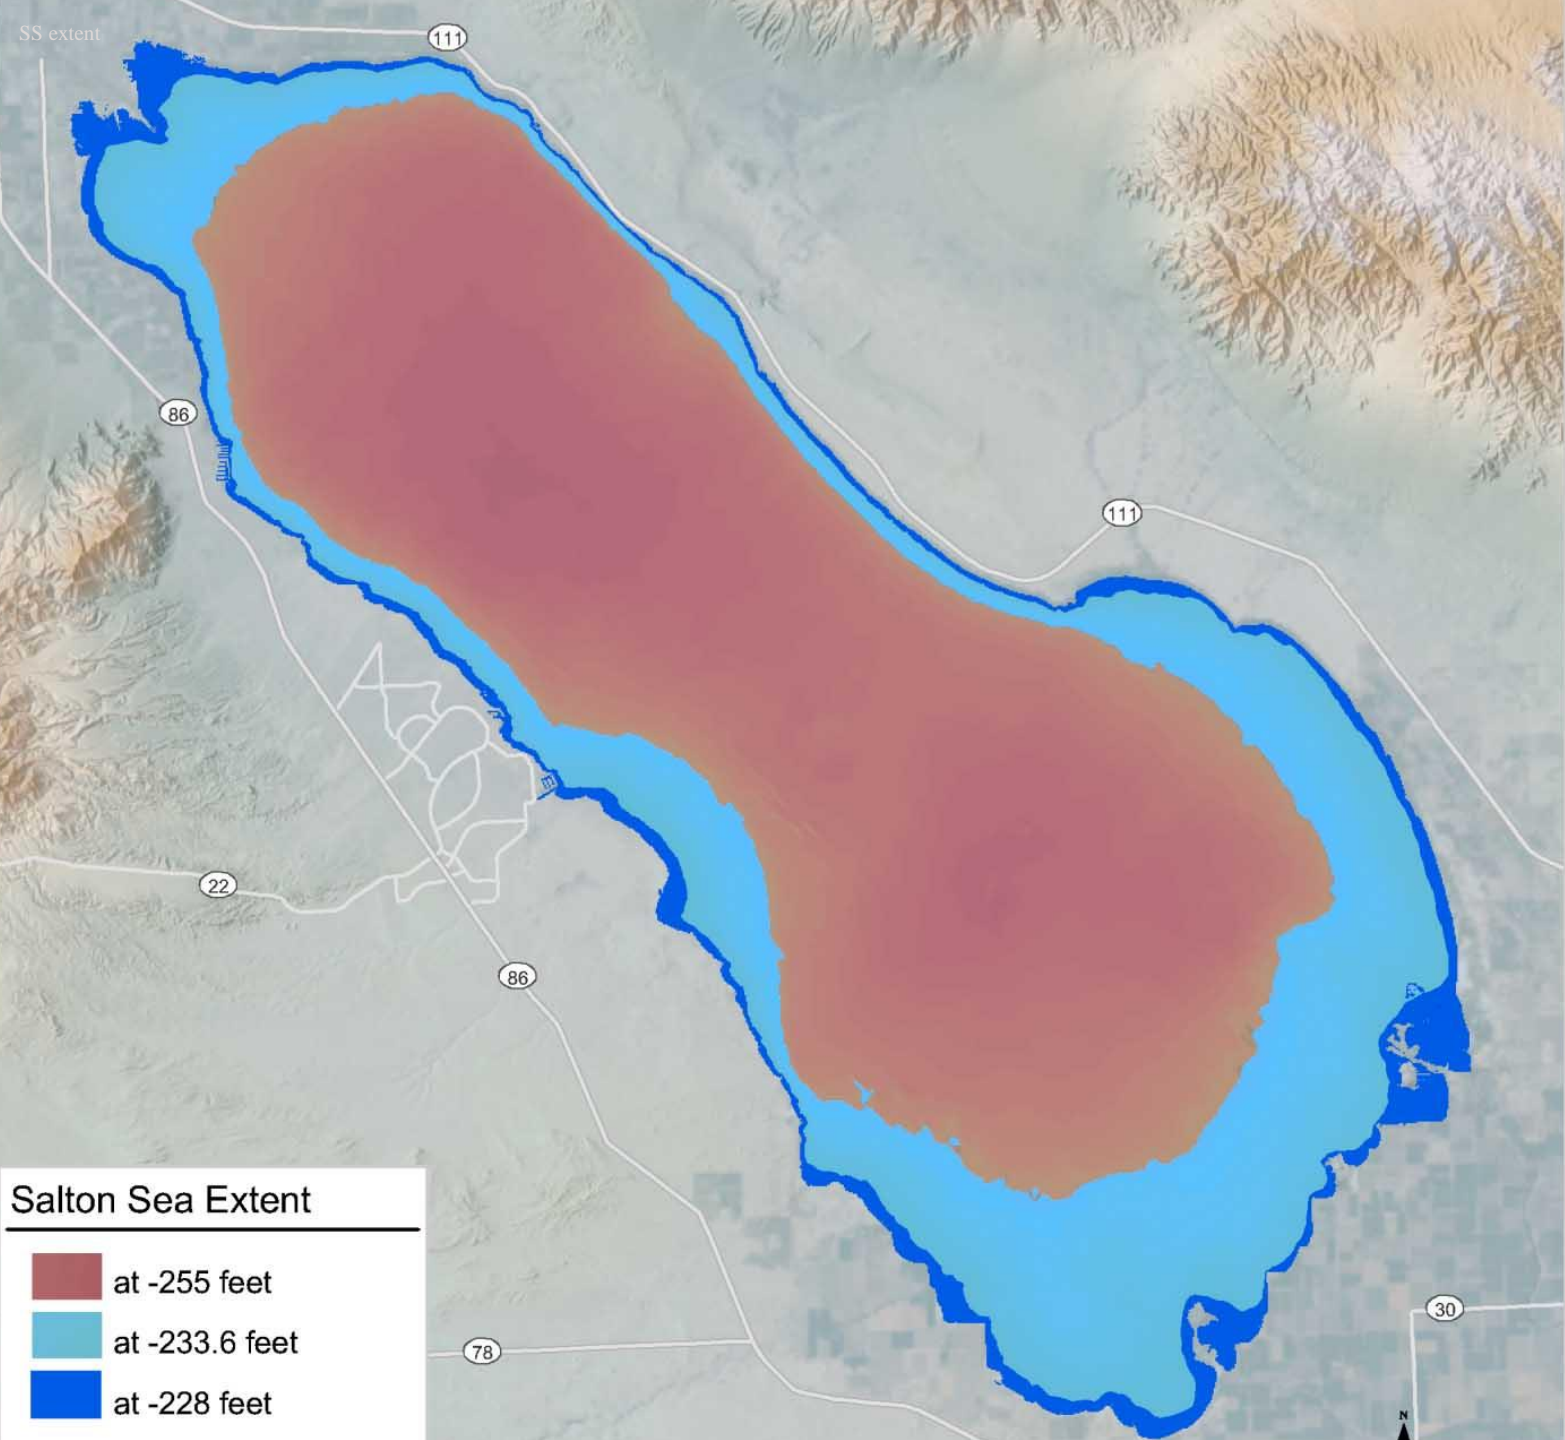 SS extent
111
86
111
22
86
Salton Sea Extent
at -255 feet
at -233.6 feet
at -228 feet
78
30
N